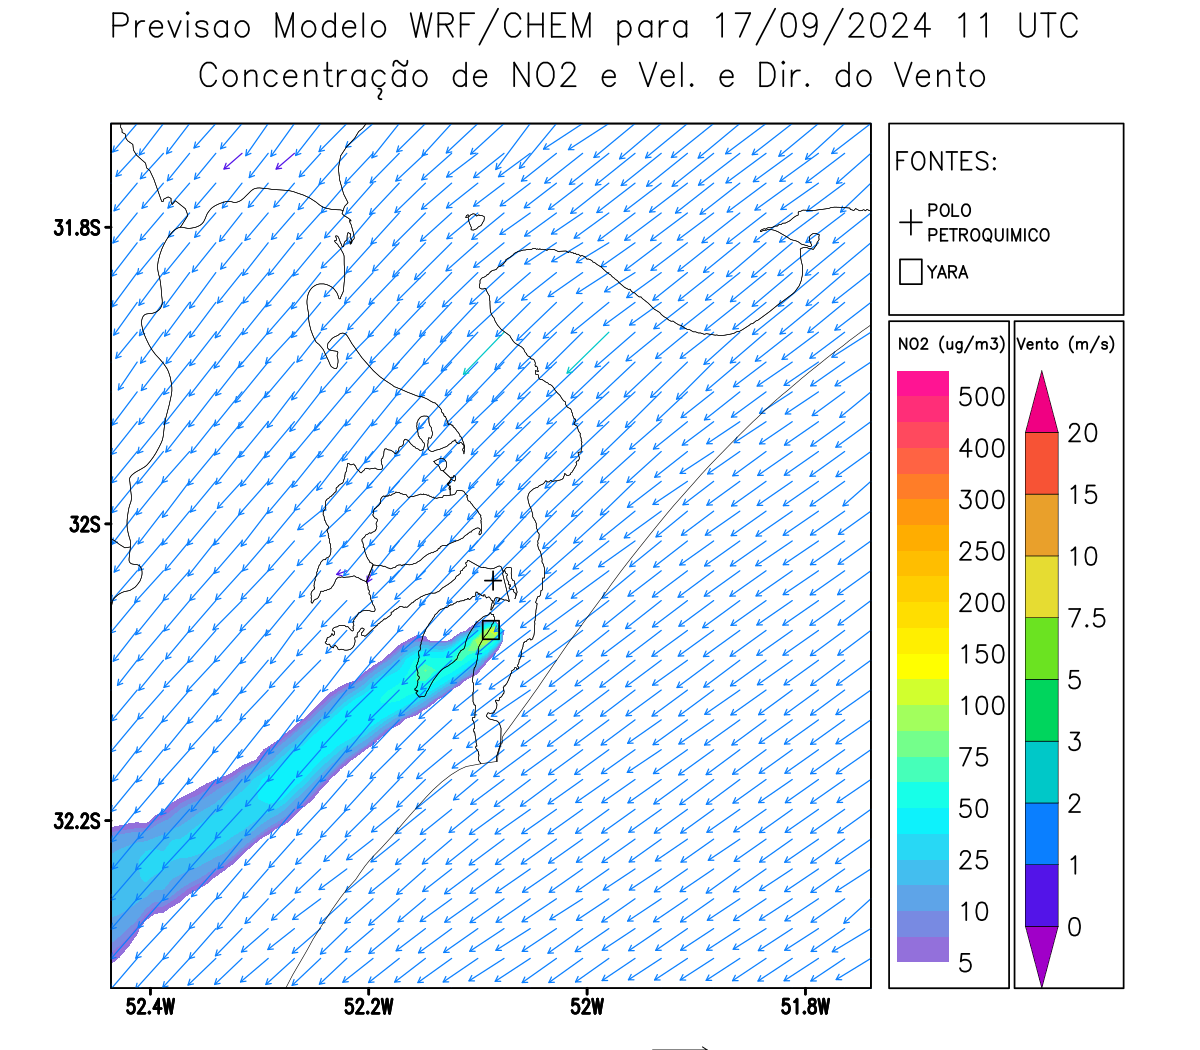 Previsao Modelo WRF/CHEM para 17/09/2024 11 UTC
Concentração de NO2 e Vel. e Dir. do Vento
FONTES:
POLO
PETROQUIMICO
YARA
31.8S
32S
32.2S
52.4W
52.2W
52W
51.8W
NO2 (ug/m3)
500
400
300
250
200
150
100
75
50
25
10
5
Vento (m/s)
20
15
10
7.5
5
3
2
1
0